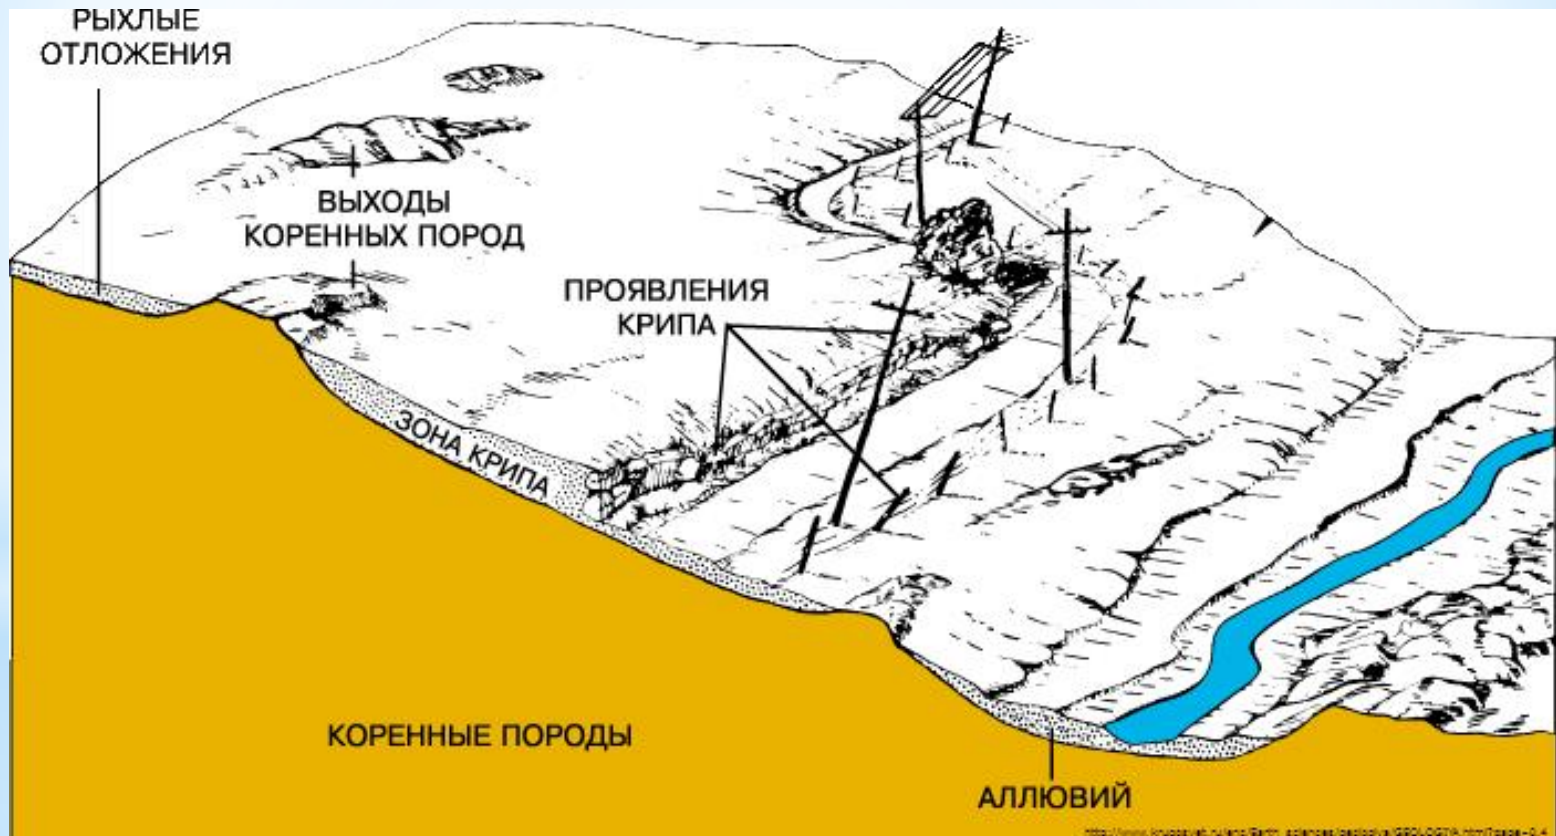 РЫХЛЫЕ
ОТЛОЖЕНИЯ
ВЫХОДЫ
КОРЕННЫХ ПОРОД
ПРОЯВЛЕНИЯ
КРИПА
ЗОНА КРИПА
КОРЕННЫЕ ПОРОДЫ
АЛЛЮВИЙ